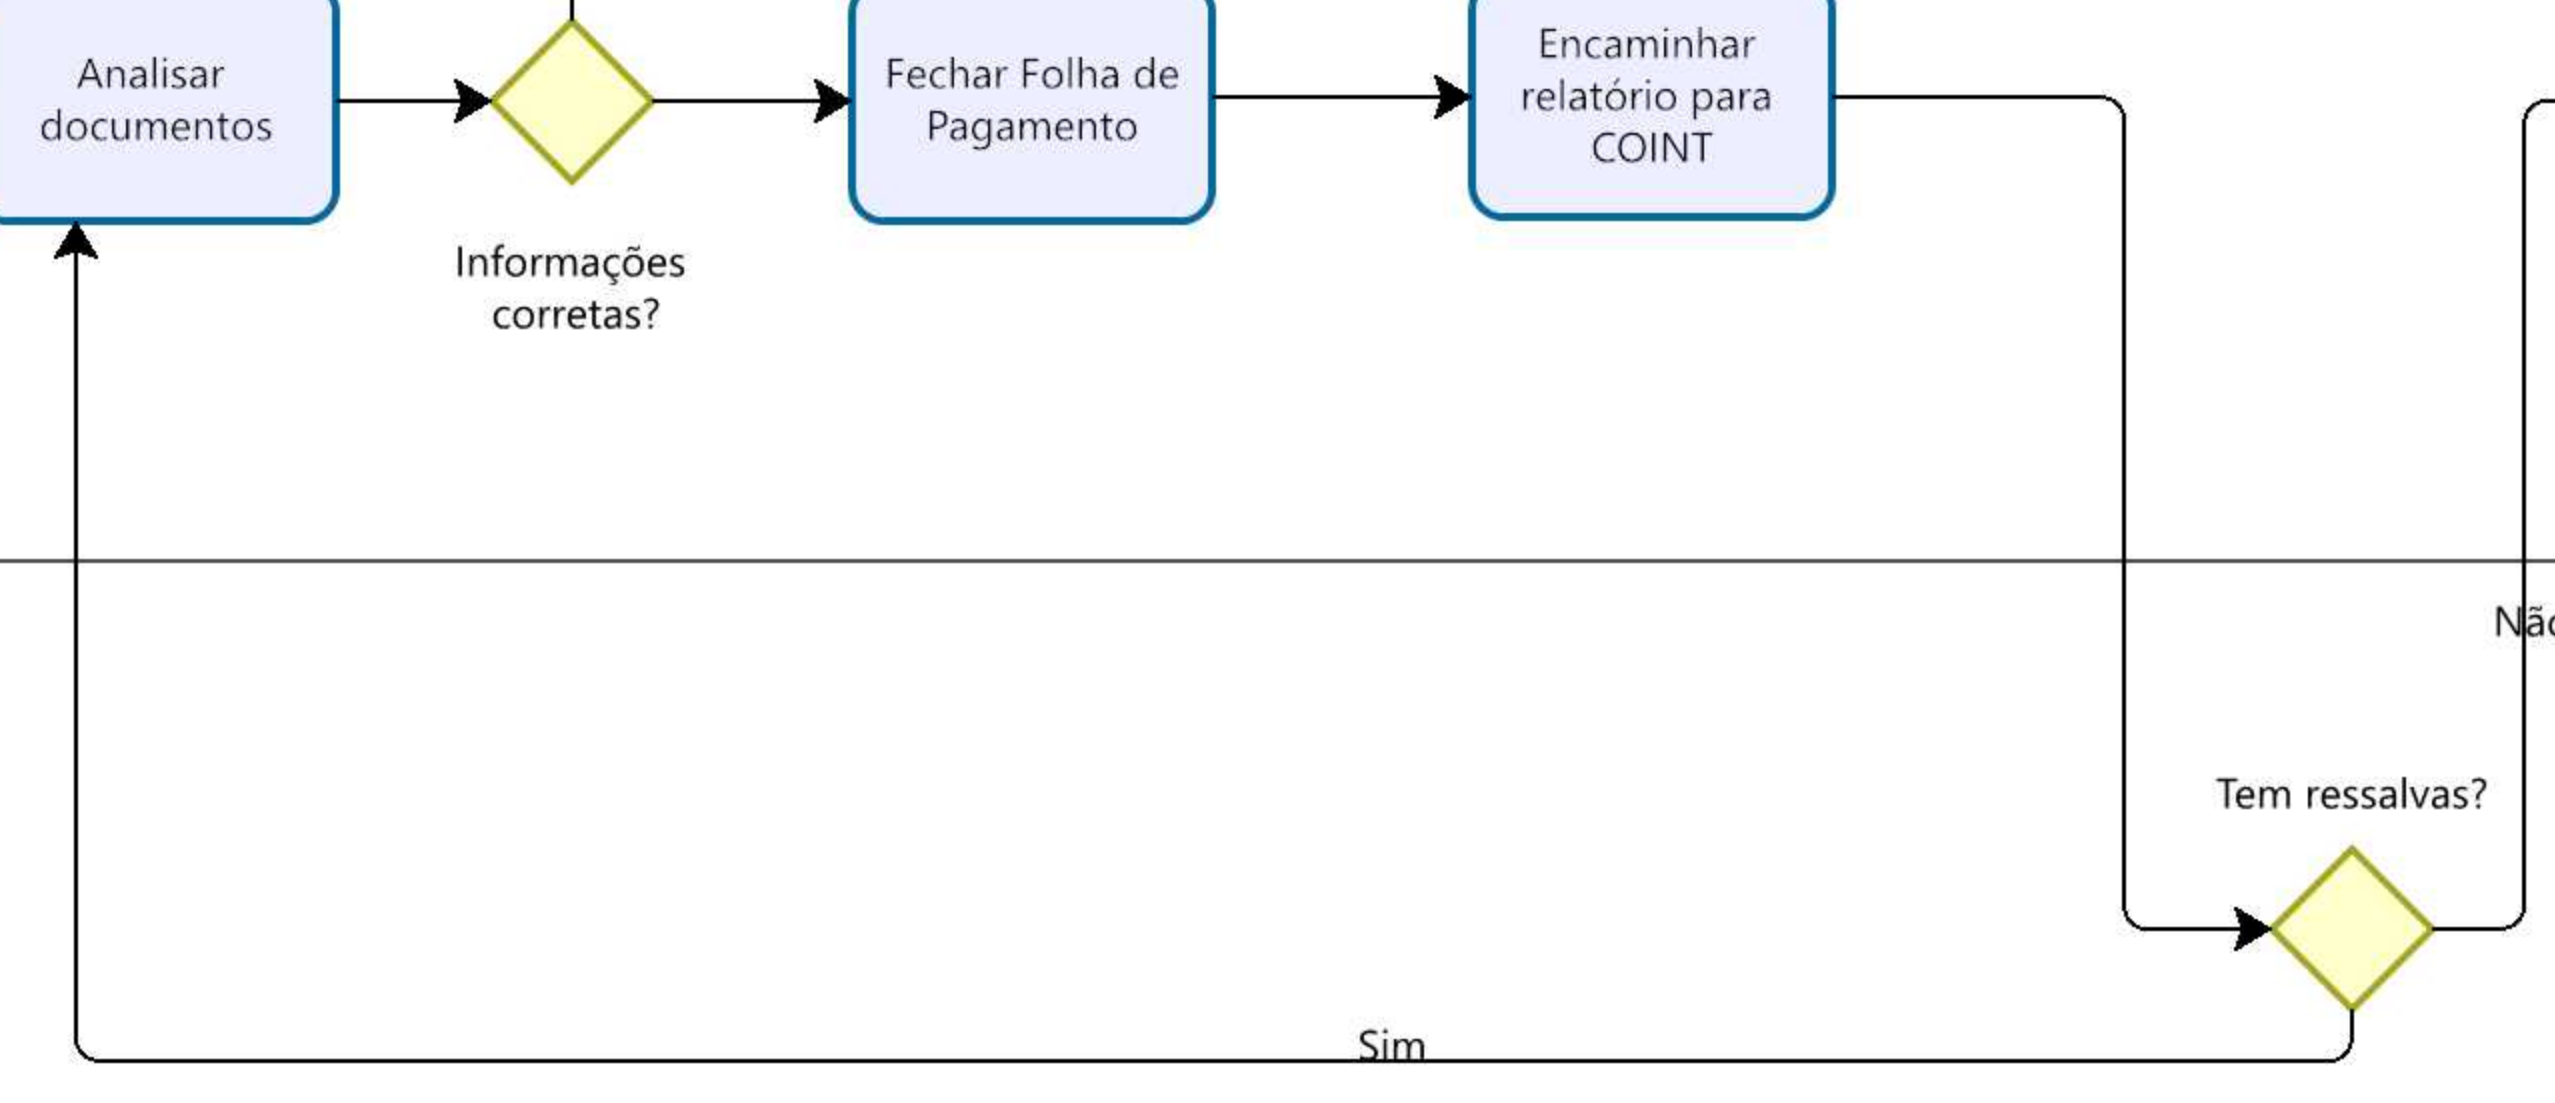 Analisar
documentos
Informações
corretas?
Fechar Folha de
Pagamento
Encaminhar
relatório para
COINT
Tem ressalvas?
Sim